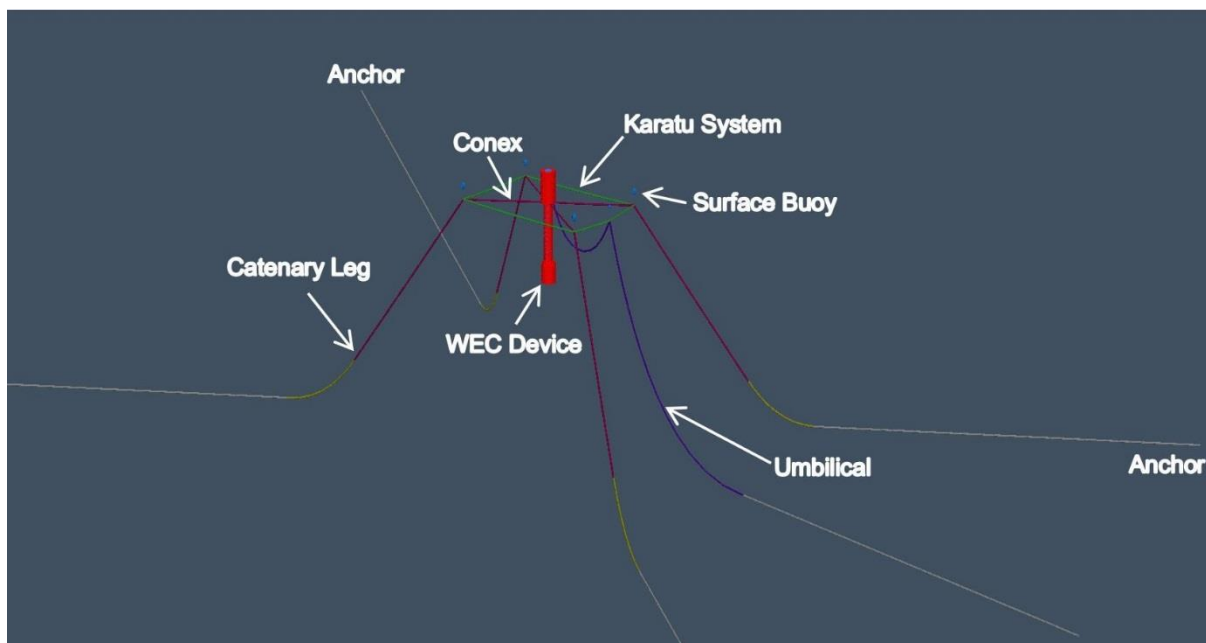 Anchor
Karatu System
Conex
Surface Buoy
Catenary Leg
WEC Device
Umbilical
Anchor